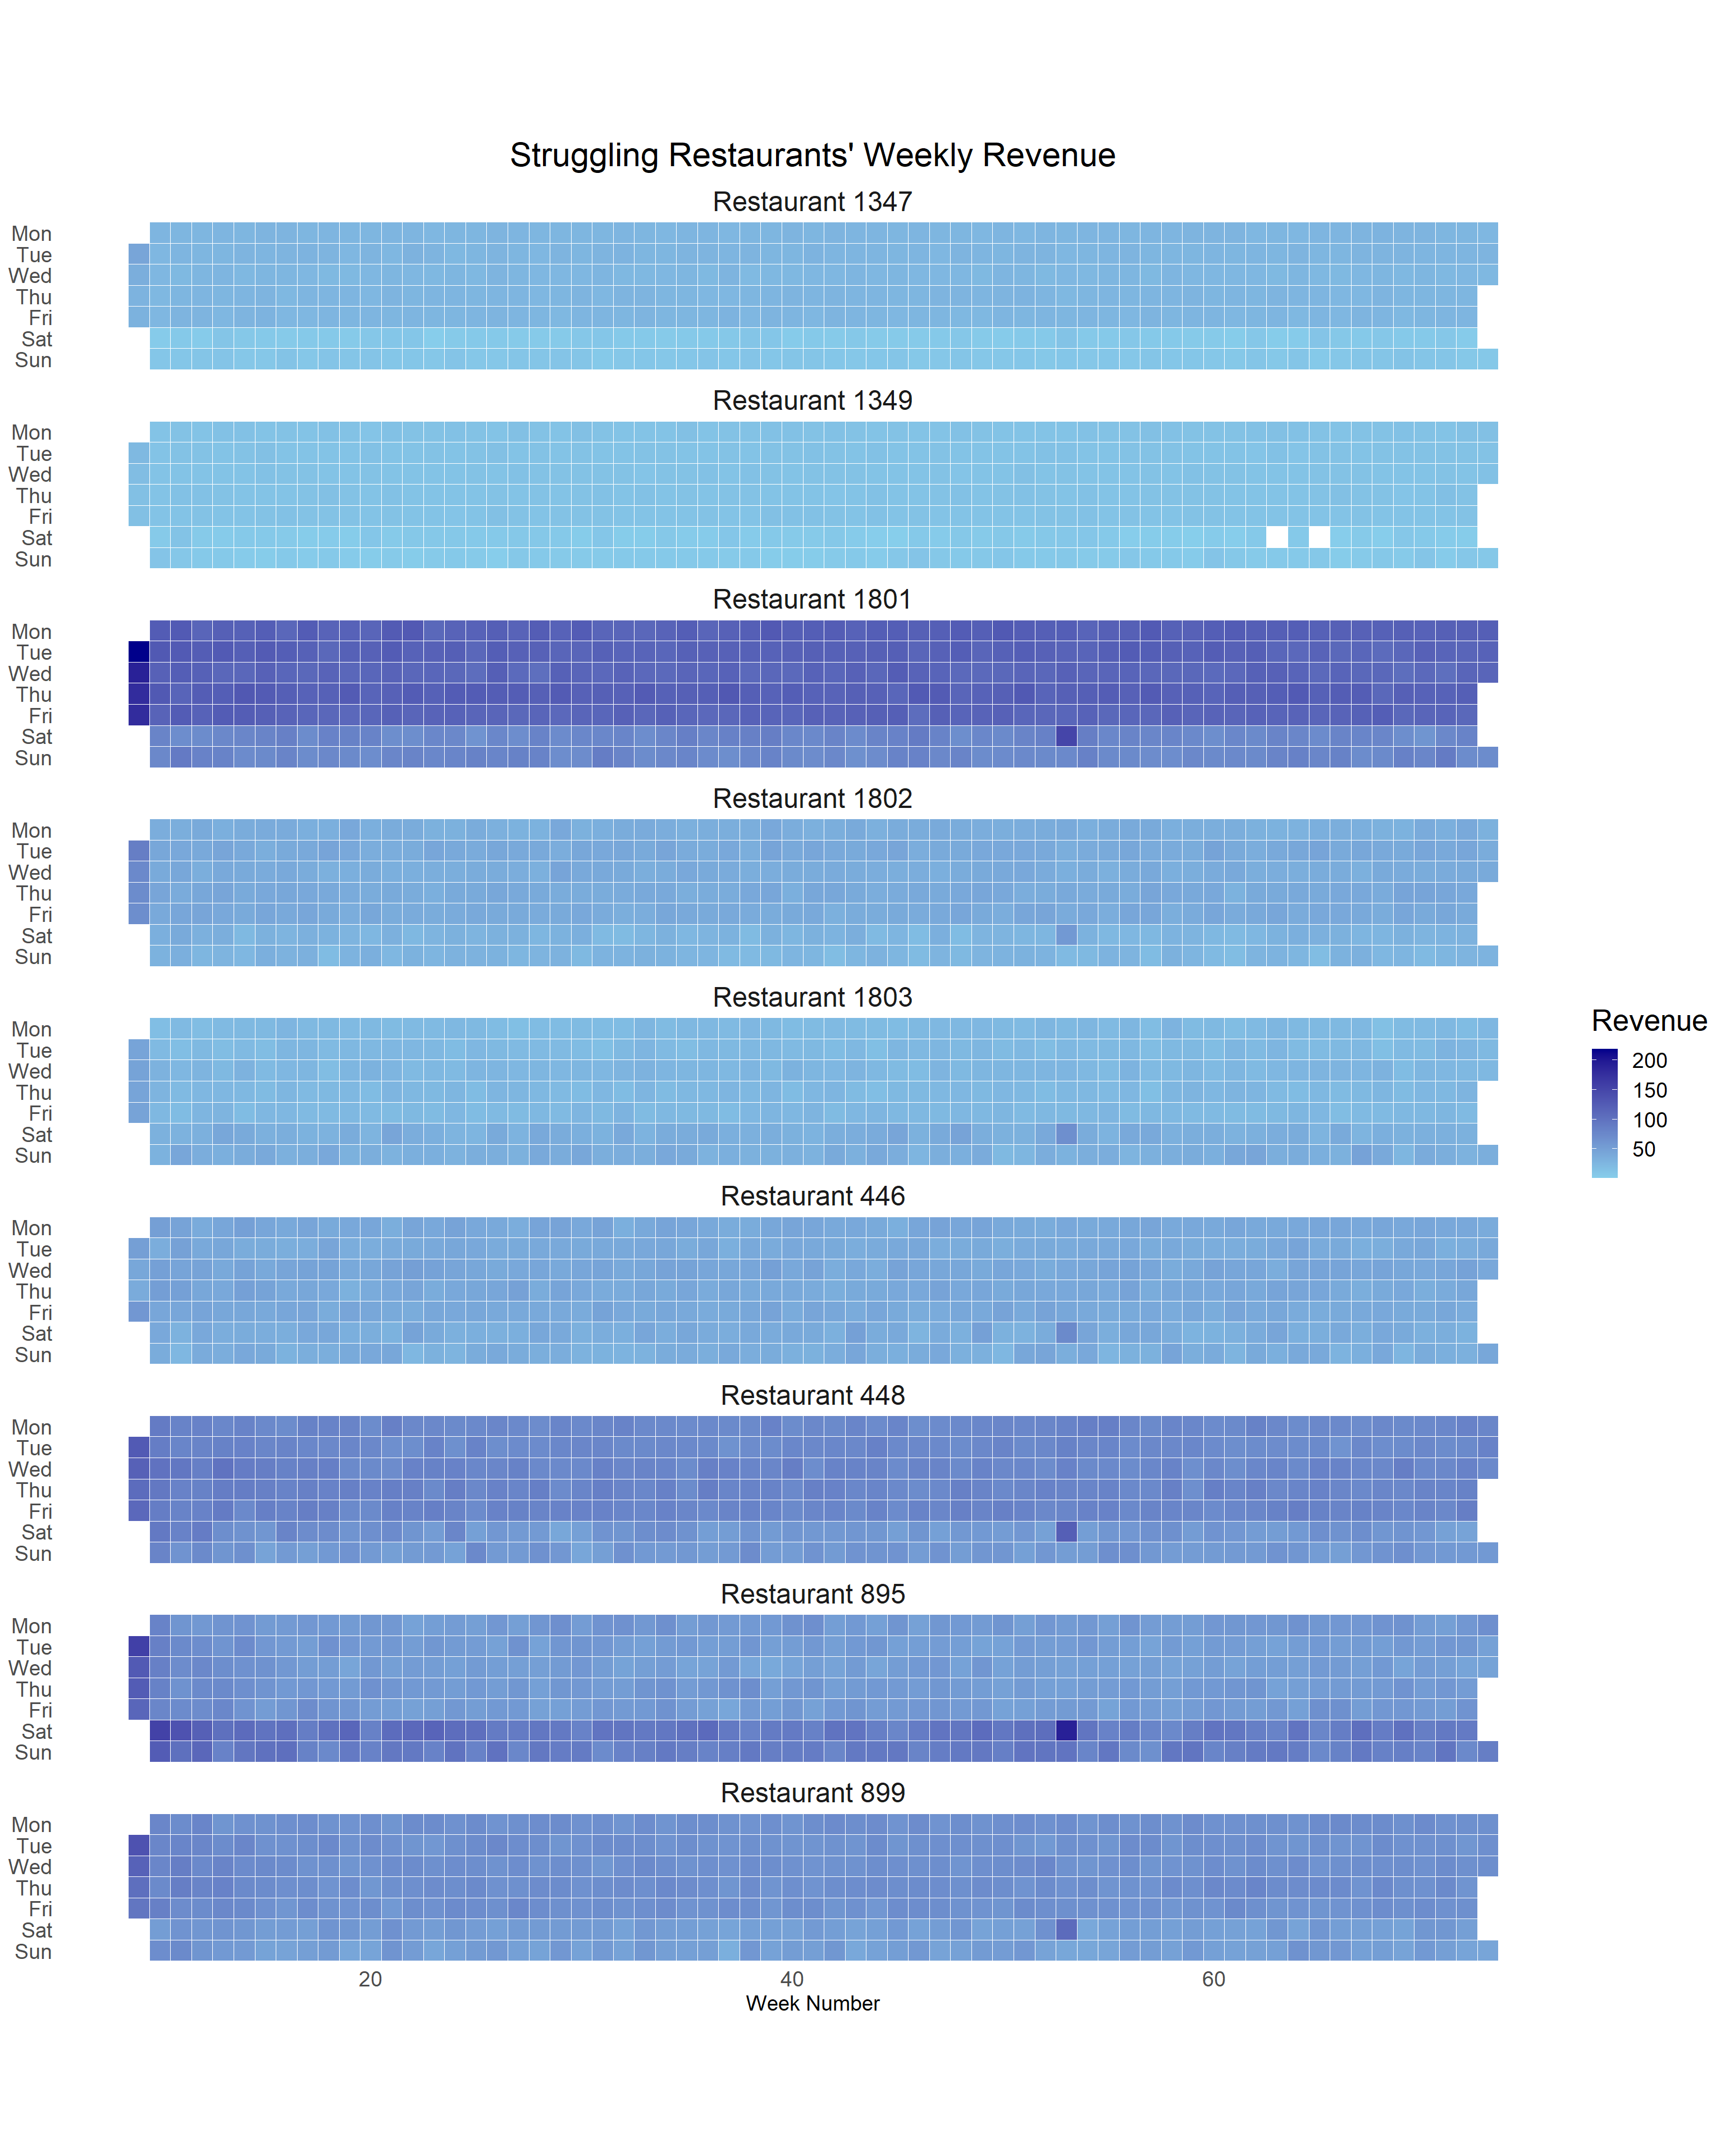 Struggling Restaurants' Weekly Revenue
Restaurant 1347
Mon
Tue
Wed
Thu
Fri
Sat
Sun
Restaurant 1349
Mon
Tue
Wed
Thu
Fri
Sat
Sun
Restaurant 1801
Mon
Tue
Wed
Thu
Fri
Sat
Sun
Restaurant 1802
Mon
Tue
Wed
Thu
Fri
Sat
Sun
Restaurant 1803
Mon
Tue
Wed
Thu
Fri
Sat
Sun
Restaurant 446
Mon
Tue
Wed
Thu
Fri
Sat
Sun
Restaurant 448
Mon
Tue
Wed
Thu
Fri
Sat
Sun
Restaurant 895
Mon
Tue
Wed
Thu
Fri
Sat
Sun
Restaurant 899
Mon
Tue
Wed
Thu
Fri
Sat
Sun
20 40 60
Week Number
Revenue
200
150
100
50